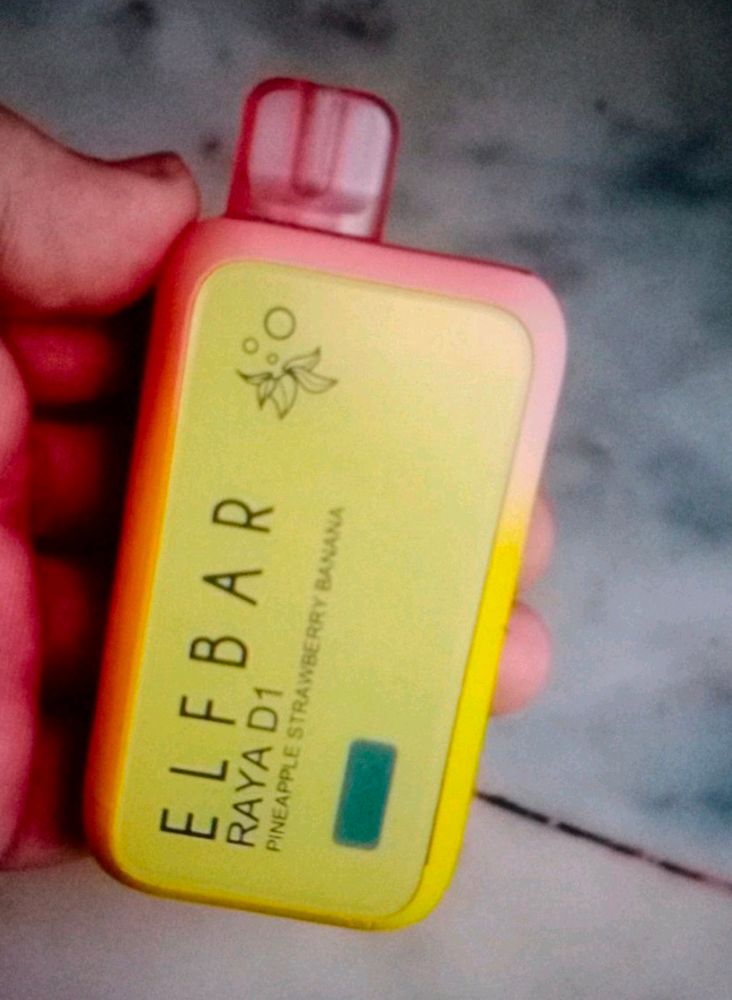 ELFBAR
RAYA D1
PINEAPPLE STRAWBERRY BANANA